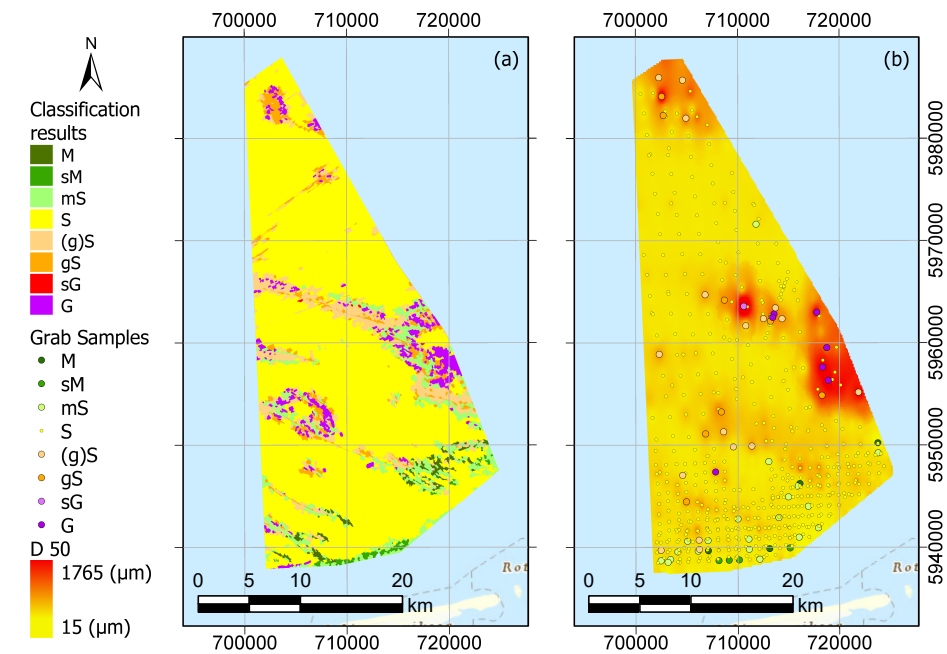 700000 710000 720000
700000 710000 720000
N
(a)
(b)
Classification
results
M
sM
mS
S
(g)S
gS
sG
G
Grab Samples
M
sM
mS
S
(g)S
gS
sG
G
D 50
1765 (µm)
15 (µm)
5980000
5970000
5960000
5950000
5940000
Rot
Rot
0 5 10 20
km
0 5 10 20
km
700000 710000 720000
700000 710000 720000